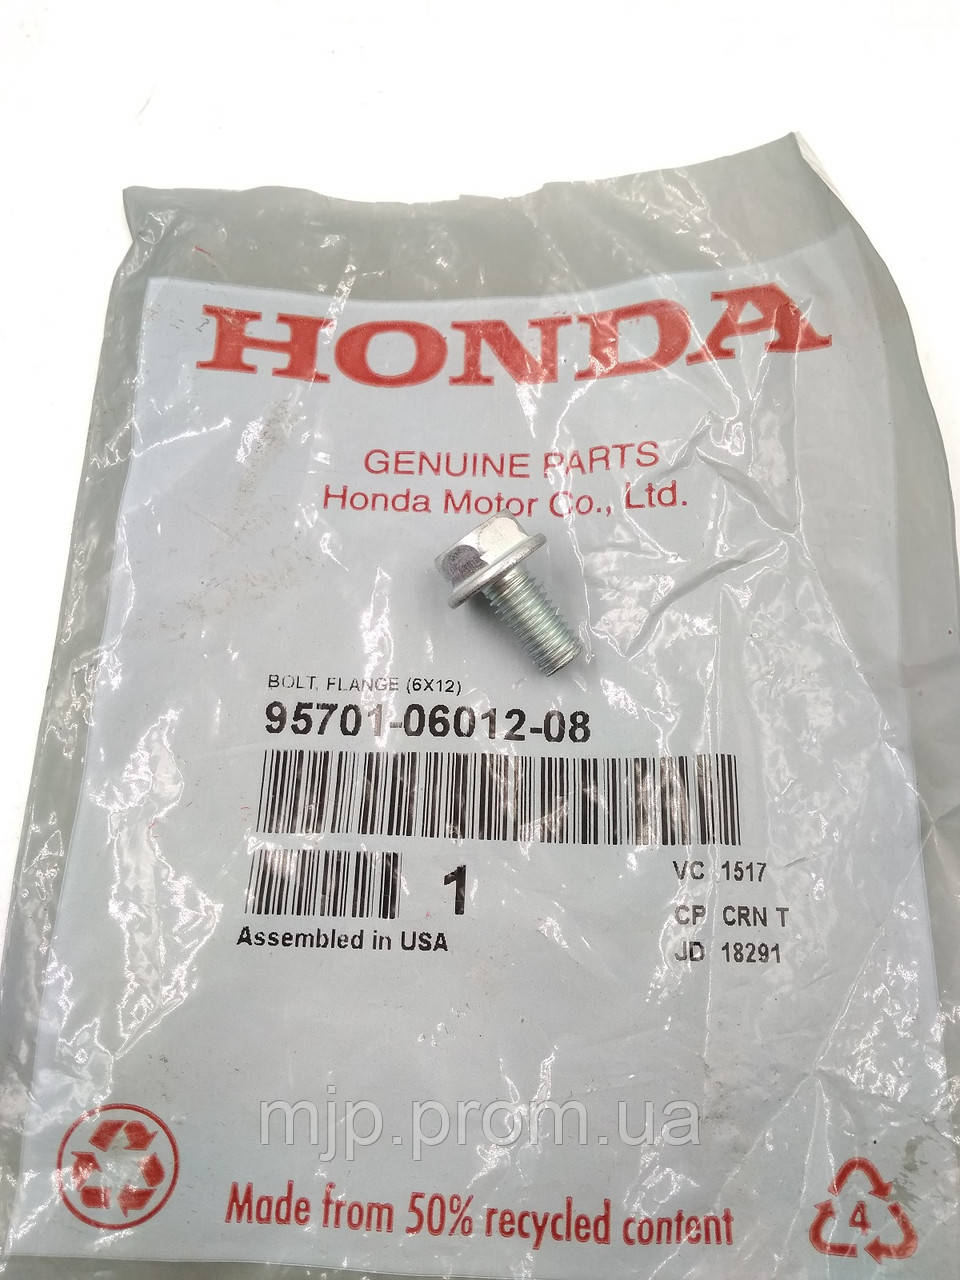 HONDA
GENUINE PARTS
Honda Motor Co., Ltd.
BOLT, FLANGE (6X12)
95701-06012-08
1
VC 1517
CP CRN T
Assembled in USA
JD 18291
mjp.prom.ua
Made from 50% recycled content
4